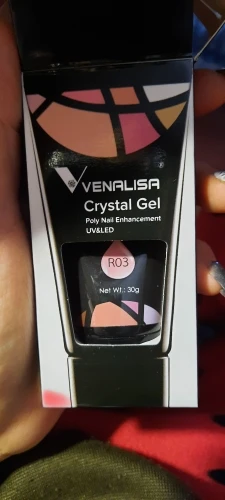 VENALISA
Crystal Gel
Poly Nail Enhancement
UV&LED
R03
Net Wt.: 30g